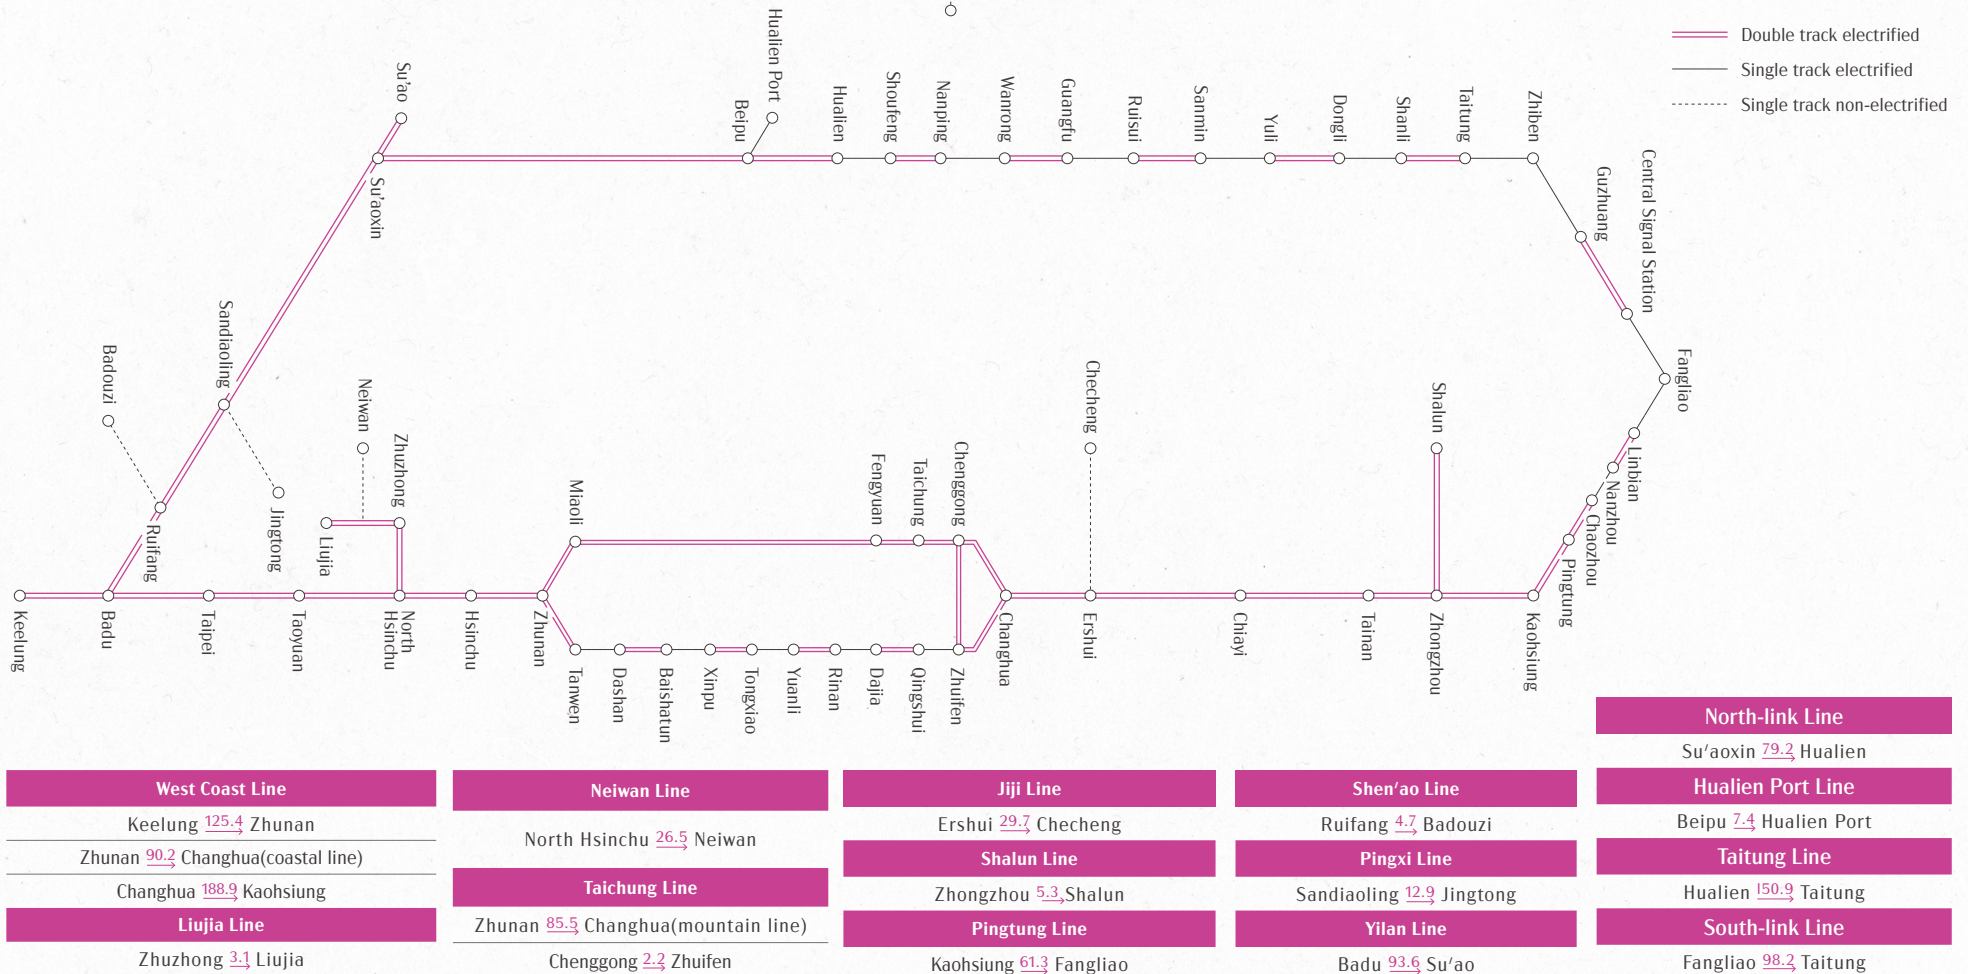 Double track electrified
Single track electrified
Single track non-electrified
Su'ao
Hualien Port
Beipu
Hualien
Shoufeng
Nanping
Wanrong
Guangfu
Ruisui
Sanmin
Yuli
Dongli
Shanli
Taitung
Zhiben
Guzhuang
Central Signal Station
Fangliao
Su'aoxin
Sandiaoling
Badouzi
Jingtong
Ruifang
Neiwan
Zhuzhong
Liujia
Miaoli
Fengyuan
Taichung
Chenggong
Checheng
Shalun
Linbian
Nanzhou
Chaozhou
Pingtung
Keelung
Badu
Taipei
Taoyuan
North
Hsinchu
Hsinchu
Zhunan
Tanwen
Dashan
Baishatun
Xinpu
Tongxiao
Yuanli
Rinan
Dajia
Qingshui
Zhuifen
Changhua
Ershui
Chiayi
Tainan
Zhongzhou
Kaohsiung
West Coast Line
Keelung 125.4 Zhunan
Zhunan 90.2 Changhua(coastal line)
Changhua 188.9 Kaohsiung
Liujia Line
Zhuzhong 3.1 Liujia
Neiwan Line
North Hsinchu 26.5 Neiwan
Taichung Line
Zhunan 85.5 Changhua(mountain line)
Chenggong 2.2 Zhuifen
Jiji Line
Ershui 29.7 Checheng
Shalun Line
Zhongzhou 5.3 Shalun
Pingtung Line
Kaohsiung 61.3 Fangliao
Shen'ao Line
Ruifang 4.7 Badouzi
Pingxi Line
Sandiaoling 12.9 Jingtong
Yilan Line
Badu 93.6 Su'ao
North-link Line
Su'aoxin 79.2 Hualien
Hualien Port Line
Beipu 7.4 Hualien Port
Taitung Line
Hualien 150.9 Taitung
South-link Line
Fangliao 98.2 Taitung